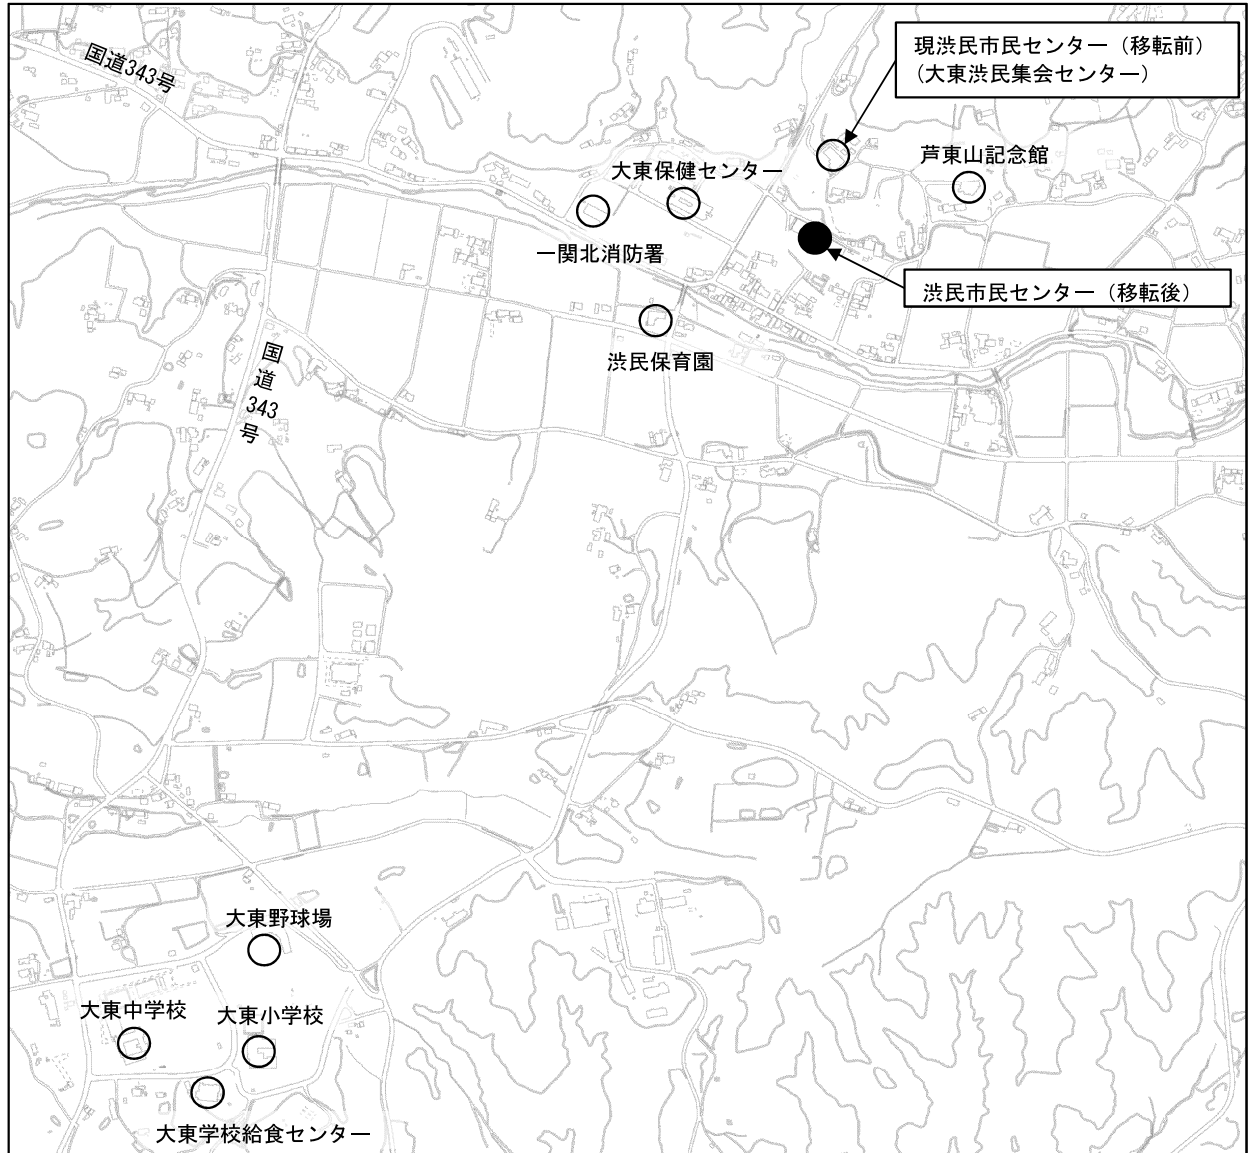 国道343号
現渋民市民センター（移転前）
（大東渋民集会センター）
芦東山記念館
大東保健センター
一関北消防署
渋民市民センター（移転後）
渋民保育園
国道343号
大東野球場
大東中学校
大東小学校
大東学校給食センター